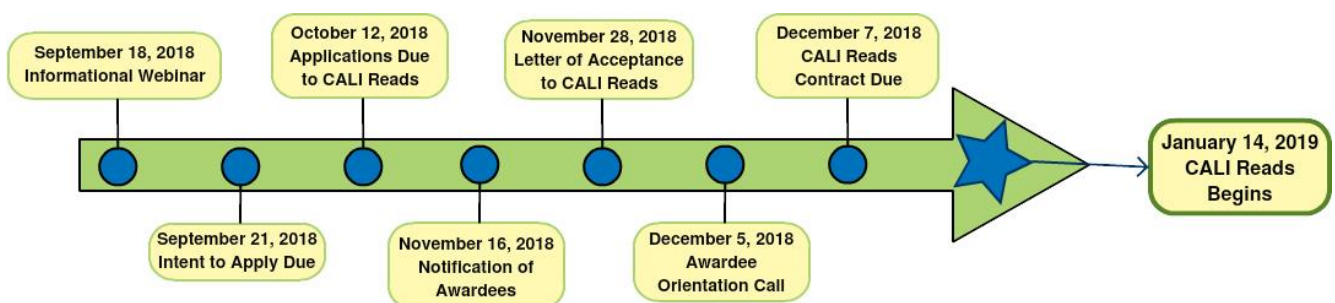 September 18, 2018
Informational Webinar
September 21, 2018
Intent to Apply Due
October 12, 2018
Applications Due
to CALI Reads
November 16, 2018
Notification of
Awardees
November 28, 2018
Letter of Acceptance
to CALI Reads
December 5, 2018
Awardee
Orientation Call
December 7, 2018
CALI Reads
Contract Due
January 14, 2019
CALI Reads
Begins